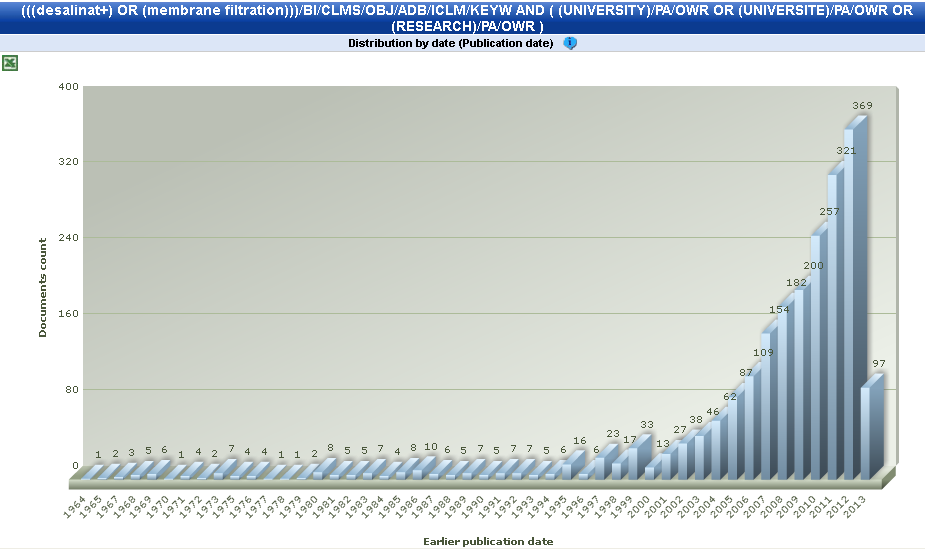 (((desalinat+) OR (membrane filtration)))/BI/CLMS/OBJ/ADB/ICLM/KEYW AND ( (UNIVERSITY)/PA/OWR OR (UNIVERSITE)/PA/OWR OR
(RESEARCH)/PA/OWR )
Distribution by date (Publication date)
400
320
240
160
80
0
Documents count
1 2 3 5 6 1 4 2 7 4 4 1 1 2 8 5 5 7 4 8 10 6 5 7 5 7 7 5 6 16 6 23 17 33 13 27 38 46 62 87 109 154 182 200 257 321 369 97
1964 1965 1967 1968 1969 1970 1971 1972 1973 1975 1976 1977 1978 1979 1980 1981 1982 1983 1984 1985 1986 1987 1988 1989 1990 1991 1992 1993 1994 1995 1996 1997 1998 1999 2000 2001 2002 2003 2004 2005 2006 2007 2008 2009 2010 2011 2012 2013
Earlier publication date